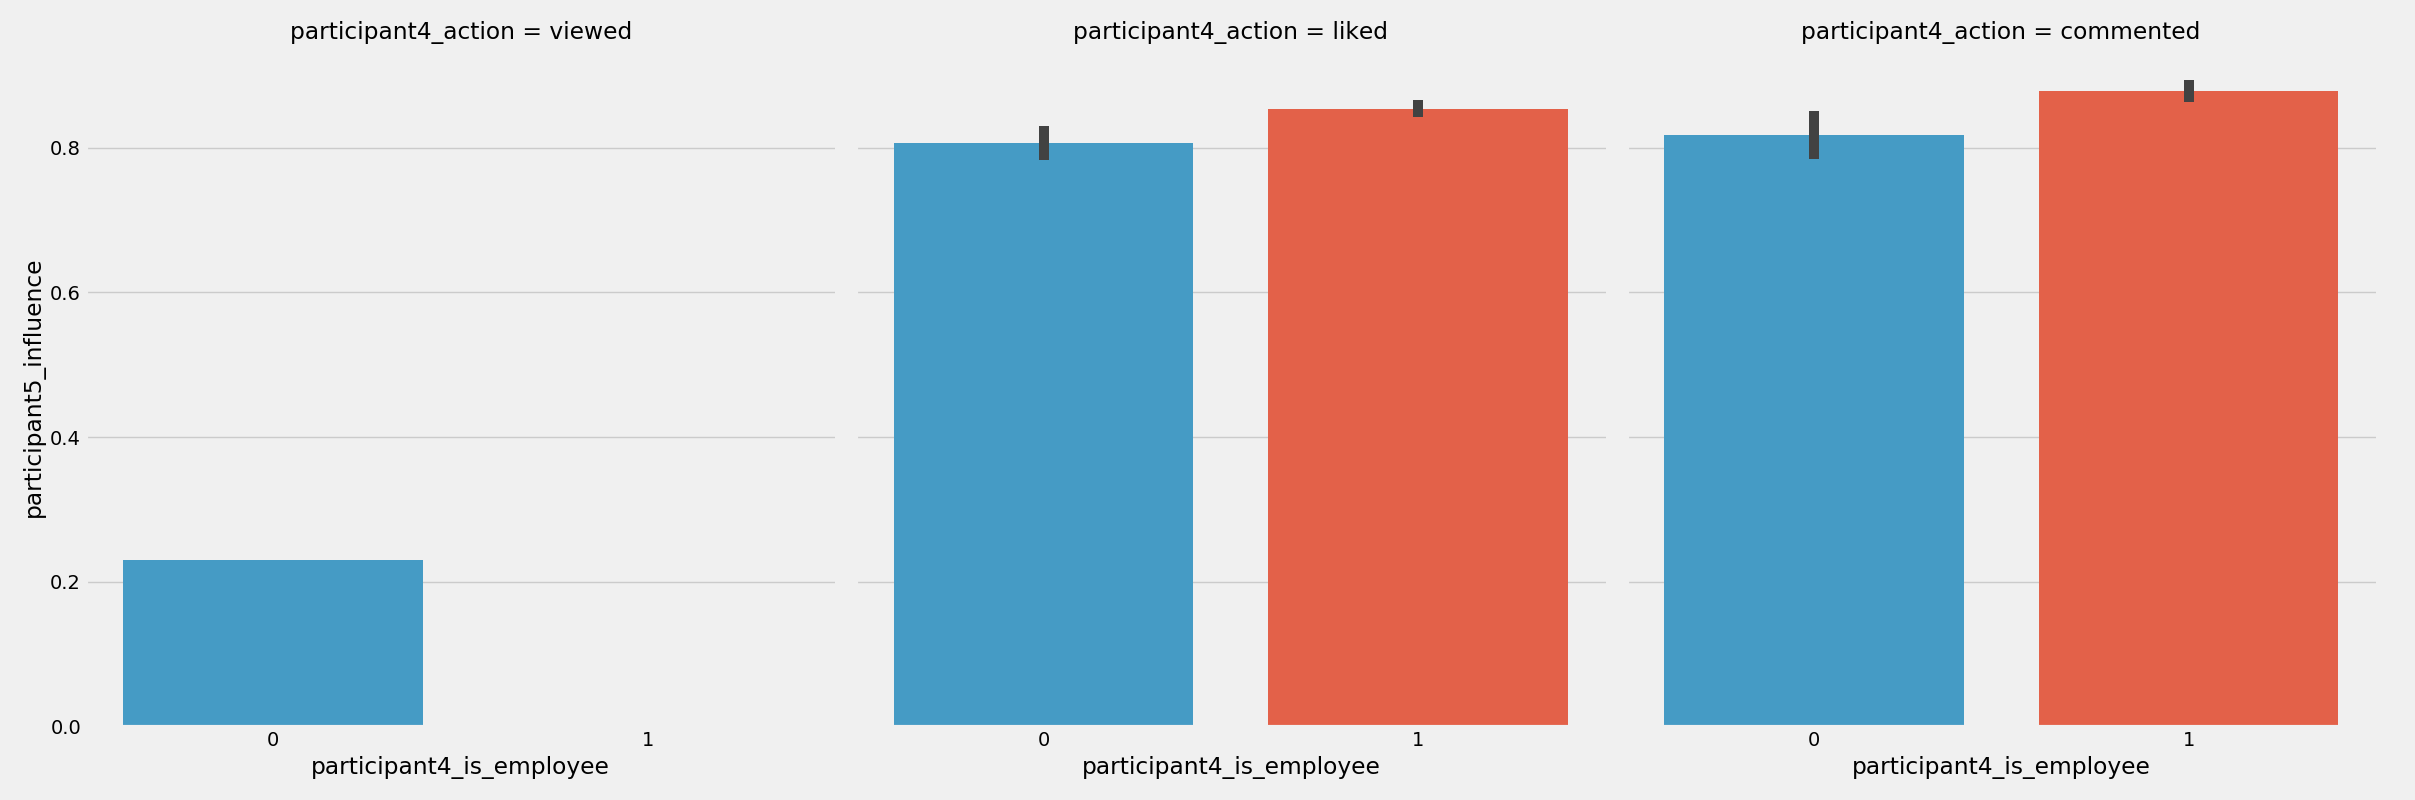 participant4_action = viewed
participant4_action = liked
participant4_action = commented
participant5_influence
0.8
0.6
0.4
0.2
0.0
0 1
0 1
0 1
participant4_is_employee
participant4_is_employee
participant4_is_employee